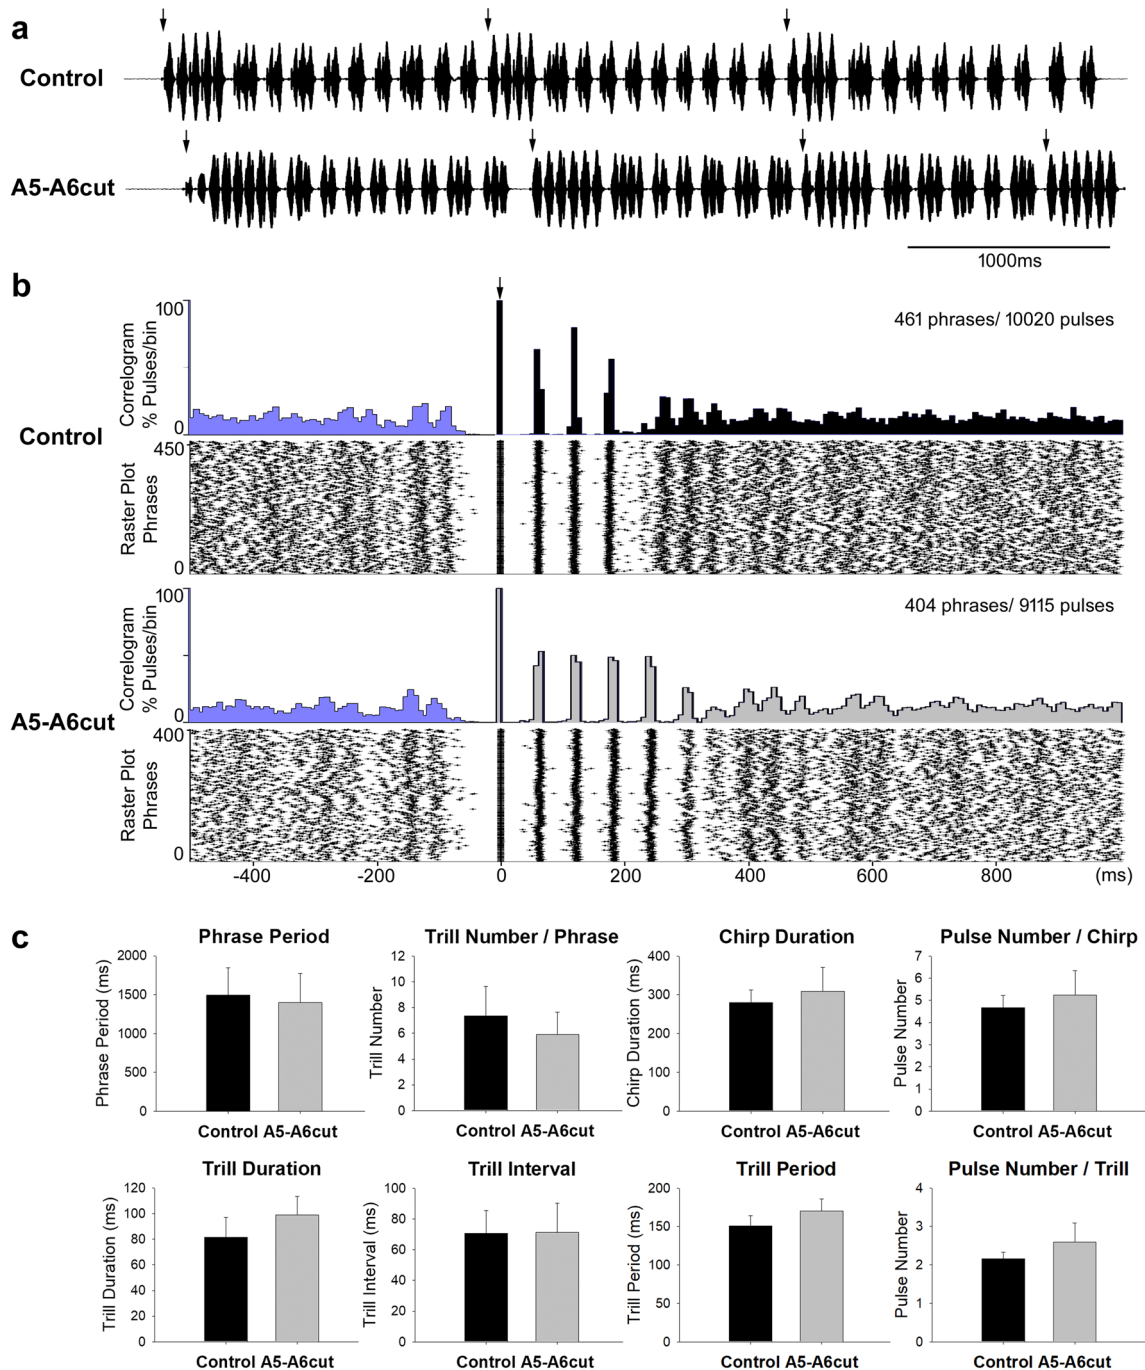 a
Control
A5-A6cut
1000ms
b
Control
Correlogram
% Pulses/bin
100
0
461 phrases/ 10020 pulses
Raster Plot
Phrases
450
0
A5-A6cut
Correlogram
% Pulses/bin
100
0
404 phrases/ 9115 pulses
Raster Plot
Phrases
400
0
-400 -200 0 200 400 600 800 (ms)
c
Phrase Period
Phrase Period (ms)
2000
1500
1000
500
0
Control A5-A6cut
Trill Number / Phrase
Trill Number
12
10
8
6
4
2
0
Control A5-A6cut
Chirp Duration
Chirp Duration (ms)
400
300
200
100
0
Control A5-A6cut
Pulse Number / Chirp
Pulse Number
7
6
5
4
3
2
1
0
Control A5-A6cut
Trill Duration
Trill Duration (ms)
120
100
80
60
40
20
0
Control A5-A6cut
Trill Interval
Trill Interval (ms)
100
80
60
40
20
0
Control A5-A6cut
Trill Period
Trill Period (ms)
200
150
100
50
0
Control A5-A6cut
Pulse Number / Trill
Pulse Number
4
3
2
1
0
Control A5-A6cut